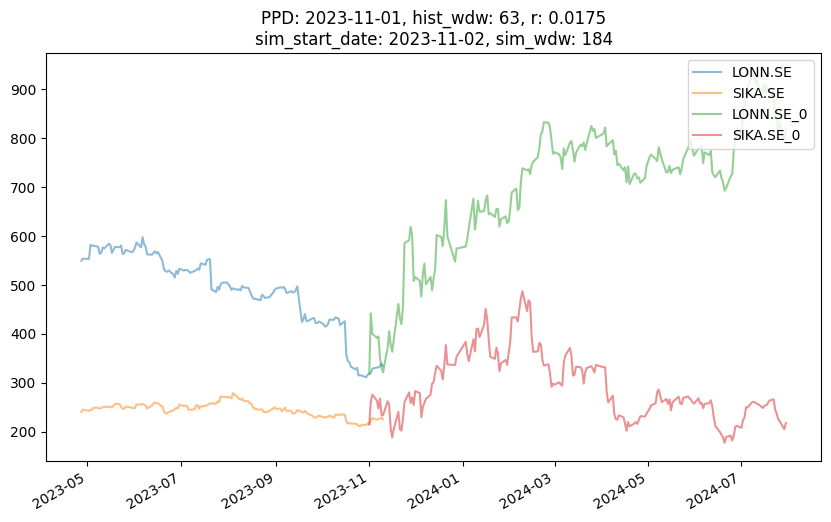 PPD: 2023-11-01, hist_wdw: 63, r: 0.0175
sim_start_date: 2023-11-02, sim_wdw: 184
LONN.SE
SIKA.SE
LONN.SE_0
SIKA.SE_0
900
800
700
600
500
400
300
200
2023-05
2023-07
2023-09
2023-11
2024-01
2024-03
2024-05
2024-07